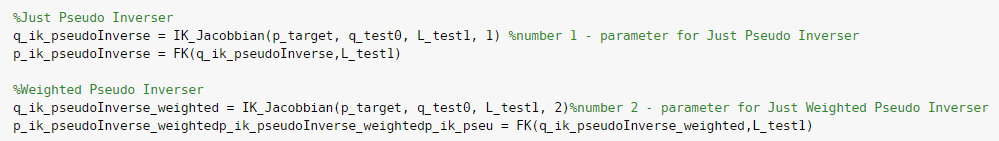 %Just Pseudo Inverser
q_ik_pseudoInverse = IK_Jacobbian(p_target, q_test0, L_test1, 1) %number 1 - parameter for Just Pseudo Inverser
p_ik_pseudoInverse = FK(q_ik_pseudoInverse,L_test1)
%Weighted Pseudo Inverser
q_ik_pseudoInverse_weighted = IK_Jacobbian(p_target, q_test0, L_test1, 2)%number 2 - parameter for Just Weighted Pseudo Inverser
p_ik_pseudoInverse_weightedp_ik_pseudoInverse_weightedp_ik_pseu = FK(q_ik_pseudoInverse_weighted,L_test1)